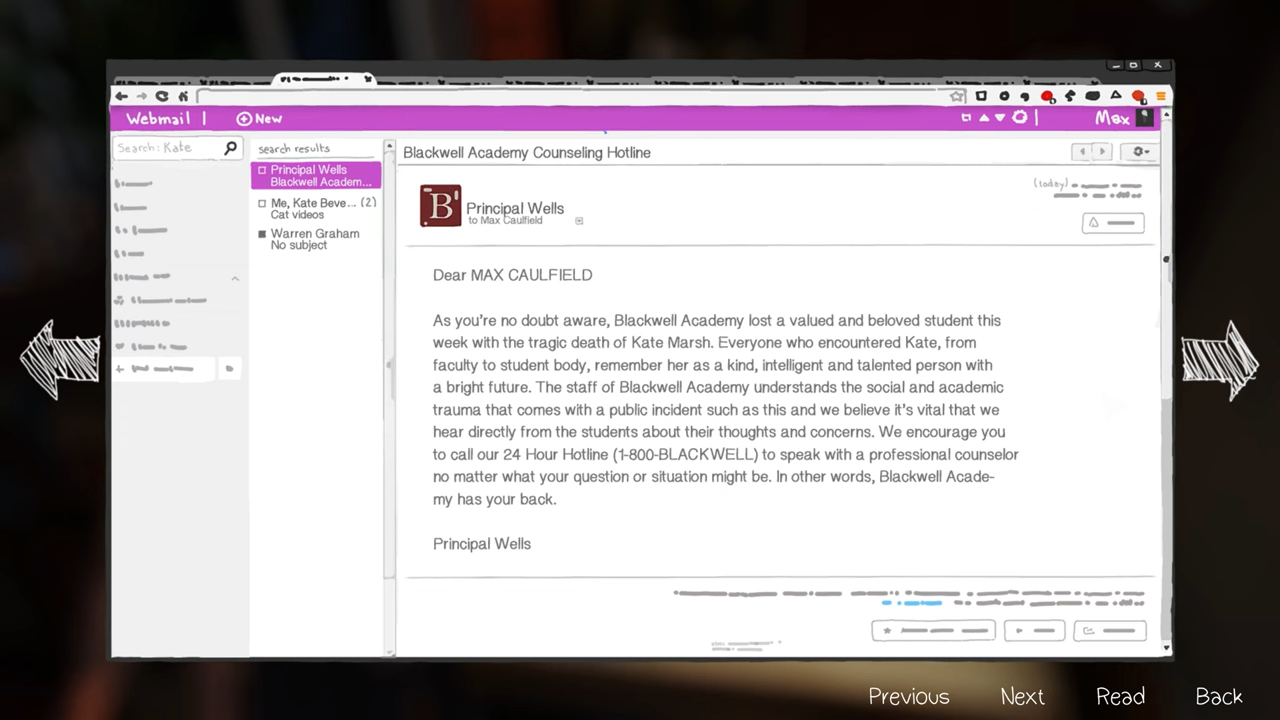 Webmail |
New
Max
Search: Kate
search results
Principal Wells
Blackwell Academ...
Me, Kate Beve... (2)
Cat videos
Warren Graham
No subject
Blackwell Academy Counseling Hotline
B
Principal Wells
to Max Caulfield
(today)
Dear MAX CAULFIELD
As you're no doubt aware, Blackwell Academy lost a valued and beloved student this
week with the tragic death of Kate Marsh. Everyone who encountered Kate, from
faculty to student body, remember her as a kind, intelligent and talented person with
a bright future. The staff of Blackwell Academy understands the social and academic
trauma that comes with a public incident such as this and we believe it's vital that we
hear directly from the students about their thoughts and concerns. We encourage you
to call our 24 Hour Hotline (1-800-BLACKWELL) to speak with a professional counselor
no matter what your question or situation might be. In other words, Blackwell Acade-
my has your back.
Principal Wells
Previous
Next
Read
Back